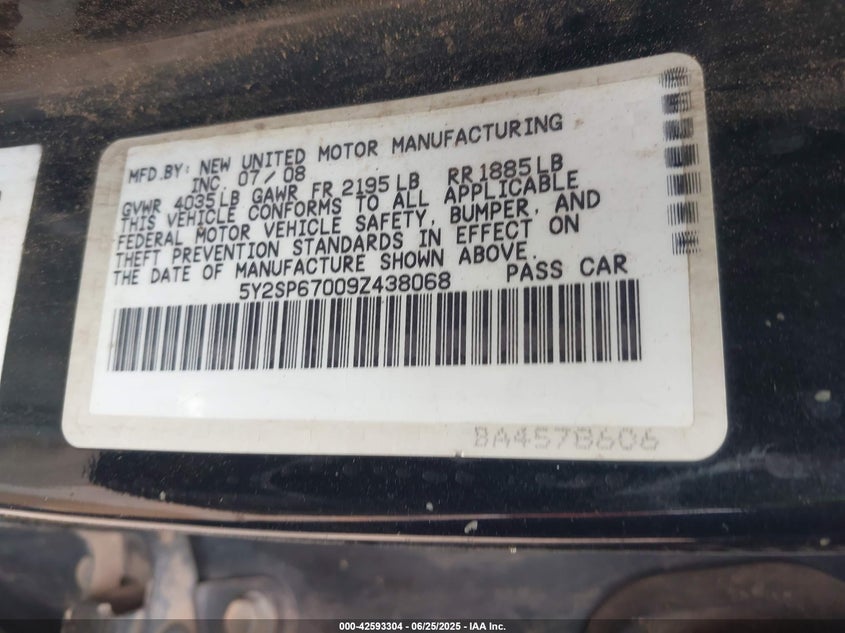 MFD.BY: NEW UNITED MOTOR MANUFACTURING
INC. 07/08
GVWR 4035LB GAWR FR 2195LB RR 1885LB
THIS VEHICLE CONFORMS TO ALL APPLICABLE
FEDERAL MOTOR VEHICLE SAFETY, BUMPER, AND
THEFT PREVENTION STANDARDS IN EFFECT ON
THE DATE OF MANUFACTURE SHOWN ABOVE.
5Y2SP67009Z438068 PASS CAR
BA457B606
000-42593304 - 06/25/2025 - IAA Inc.